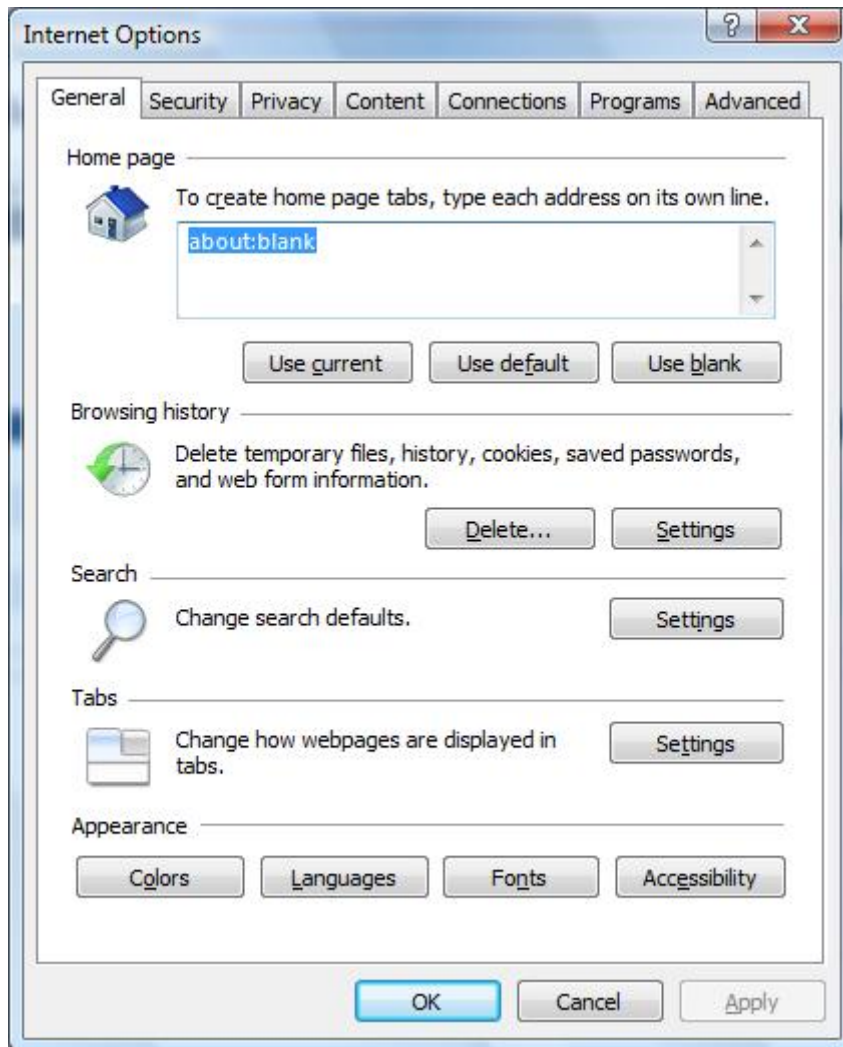 Internet Options
General Security Privacy Content Connections Programs Advanced
Home page
To create home page tabs, type each address on its own line.
about:blank
Use current Use default Use blank
Browsing history
Delete temporary files, history, cookies, saved passwords,
and web form information.
Delete... Settings
Search
Change search defaults. Settings
Tabs
Change how webpages are displayed in
tabs.
Settings
Appearance
Colors Languages Fonts Accessibility
OK Cancel Apply